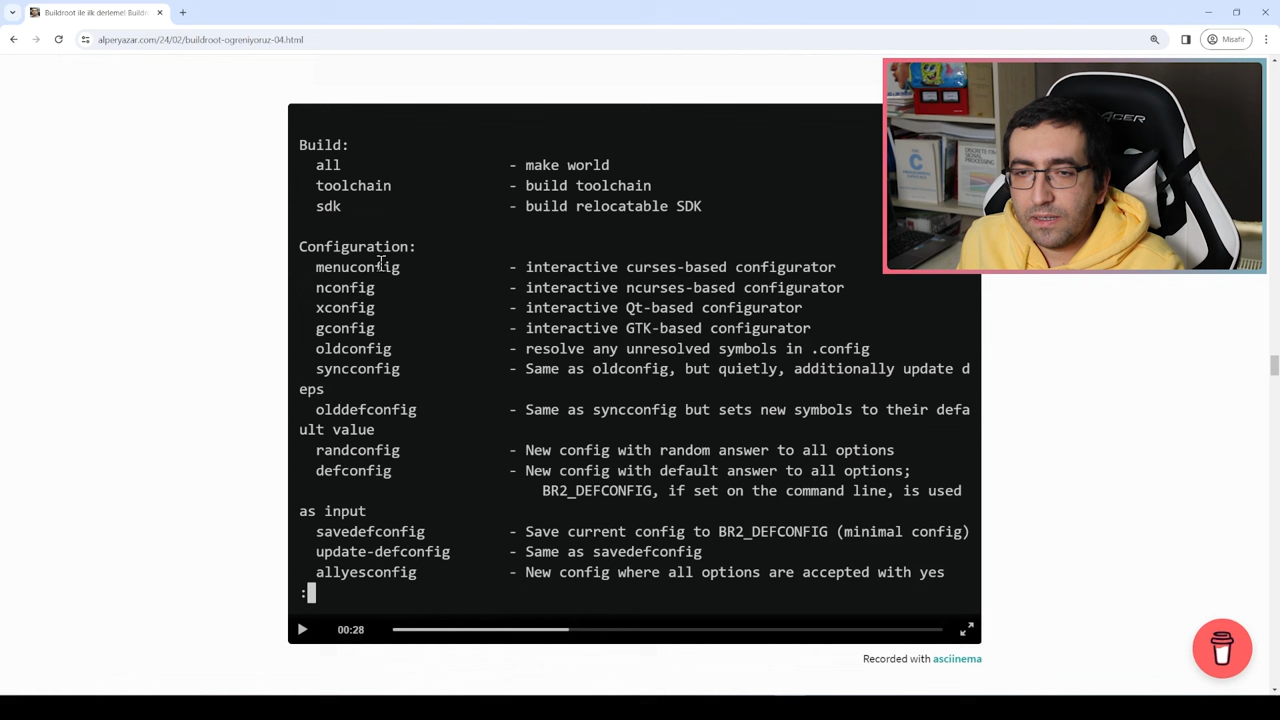 Buildroot ile ilk derleme! Buildr
alperyazar.com/24/02/buildroot-ogreniyoruz-04.html
Misafir
Build:
all - make world
toolchain - build toolchain
sdk - build relocatable SDK
Configuration:
menuconfig - interactive curses-based configurator
nconfig - interactive ncurses-based configurator
xconfig - interactive Qt-based configurator
gconfig - interactive GTK-based configurator
oldconfig - resolve any unresolved symbols in .config
syncconfig - Same as oldconfig, but quietly, additionally update d
eps
olddefconfig - Same as syncconfig but sets new symbols to their defa
ult value
randconfig - New config with random answer to all options
defconfig - New config with default answer to all options;
BR2_DEFCONFIG, if set on the command line, is used
as input
savedefconfig - Save current config to BR2_DEFCONFIG (minimal config)
update-defconfig - Same as savedefconfig
allyesconfig - New config where all options are accepted with yes
:
00:28
Recorded with asciinema
ACER
C
DISCRETE-TIME
SIGNAL
PROCESSING